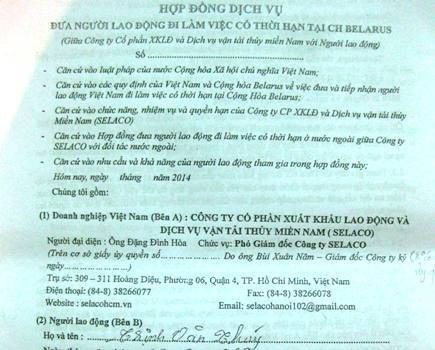 HỢP ĐỒNG DỊCH VỤ
ĐƯA NGƯỜI LAO ĐỘNG ĐI LÀM VIỆC CÓ THỜI HẠN TẠI CH BELARUS
(Giữa Công ty Cổ phần XKLĐ và Dịch vụ vận tải thủy miền Nam với Người lao động)
Số ................................
- Căn cứ vào luật pháp của nước Cộng hòa Xã hội chủ nghĩa Việt Nam;
- Căn cứ vào các quy định của Việt Nam và Cộng hòa Belarus về việc đưa và tiếp nhận người
lao động Việt Nam đi làm việc có thời hạn tại Cộng Hòa Belarus;
- Căn cứ vào chức năng, nhiệm vụ và quyền hạn của Công ty CP XKLĐ và Dịch vụ vận tải thủy
Miền Nam (SELACO)
- Căn cứ vào Hợp đồng đưa người lao động đi làm việc có thời hạn ở nước ngoài giữa Công ty
SELACO với đối tác nước ngoài;
- Căn cứ vào nhu cầu và khả năng của người lao động tham gia trong hợp đồng này;
Hôm nay, ngày tháng năm 2014
Chúng tôi gồm:
(1) Doanh nghiệp Việt Nam (Bên A) : CÔNG TY CỔ PHẦN XUẤT KHẨU LAO ĐỘNG VÀ
DỊCH VỤ VẬN TẢI THỦY MIỀN NAM ( SELACO)
Người đại diện : Ông Đặng Đình Hòa Chức vụ: Phó Giám đốc Công ty SELACO
(Trên cơ sở giấy ủy quyền số.................... Do ông Bùi Xuân Năm – Giám đốc Công ty ký
ngày......................)
Trụ sở: 309 – 311 Hoàng Diệu, Phường 06, Quận 4, TP. Hồ Chí Minh, Việt Nam
Điện thoại: (84-8) 38266077 Fax: (84-8) 38266078
Website : selacohcm.vn Email: selacohanoi102@gmail.com
(2) Người lao động (Bên B)
Họ và tên : Trịnh Văn